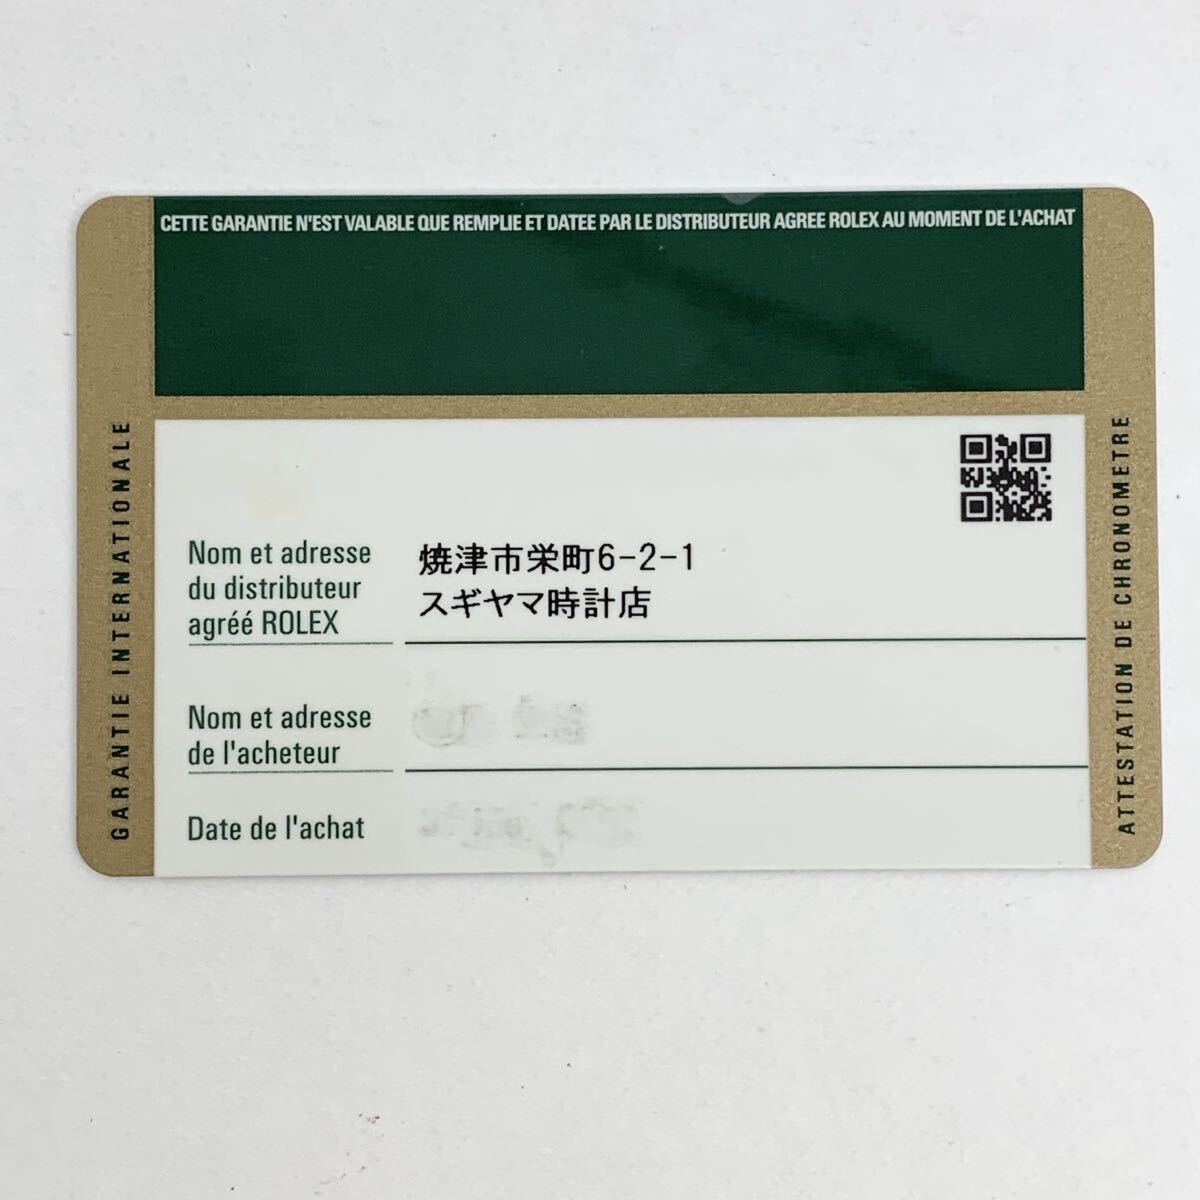 CETTE GARANTIE N'EST VALABLE QUE REMPLIE ET DATEE PAR LE DISTRIBUTEUR AGREE ROLEX AU MOMENT DE L'ACHAT
GARANTIE INTERNATIONALE
Nom et adresse
du distributeur
agréé ROLEX
焼津市栄町6-2-1
スギヤマ時計店
Nom et adresse
de l'acheteur
Date de l'achat
ATTESTATION DE CHRONOMETRE